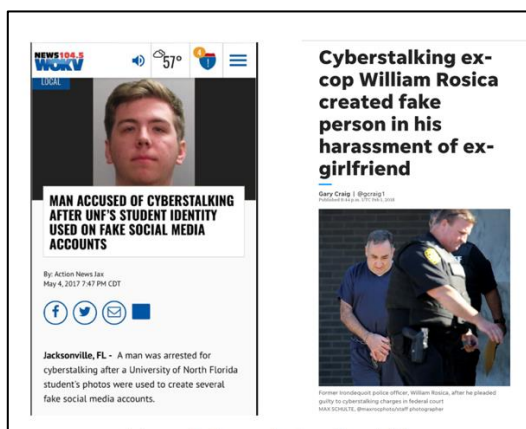 NEWS104.5
WOKV
57°
LOCAL
MAN ACCUSED OF CYBERSTALKING
AFTER UNF'S STUDENT IDENTITY
USED ON FAKE SOCIAL MEDIA
ACCOUNTS
By: Action News Jax
May 4, 2017 7:47 PM CDT
Jacksonville, FL - A man was arrested for
cyberstalking after a University of North Florida
student's photos were used to create several
fake social media accounts.
Cyberstalking ex-
cop William Rosica
created fake
person in his
harassment of ex-
girlfriend
Gary Craig | @gcraig1
Former Irondequoit police officer, William Rosica, after he pleaded
guilty to cyberstalking charges in federal court
MAX SCHULTE, @maxrocphoto/staff photographer